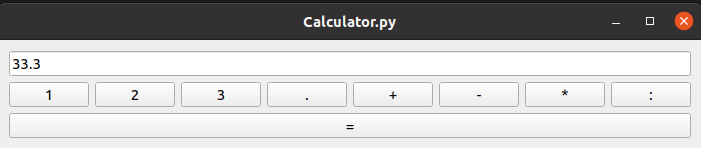 Calculator.py
33.3
1 2 3 . + - * :
=